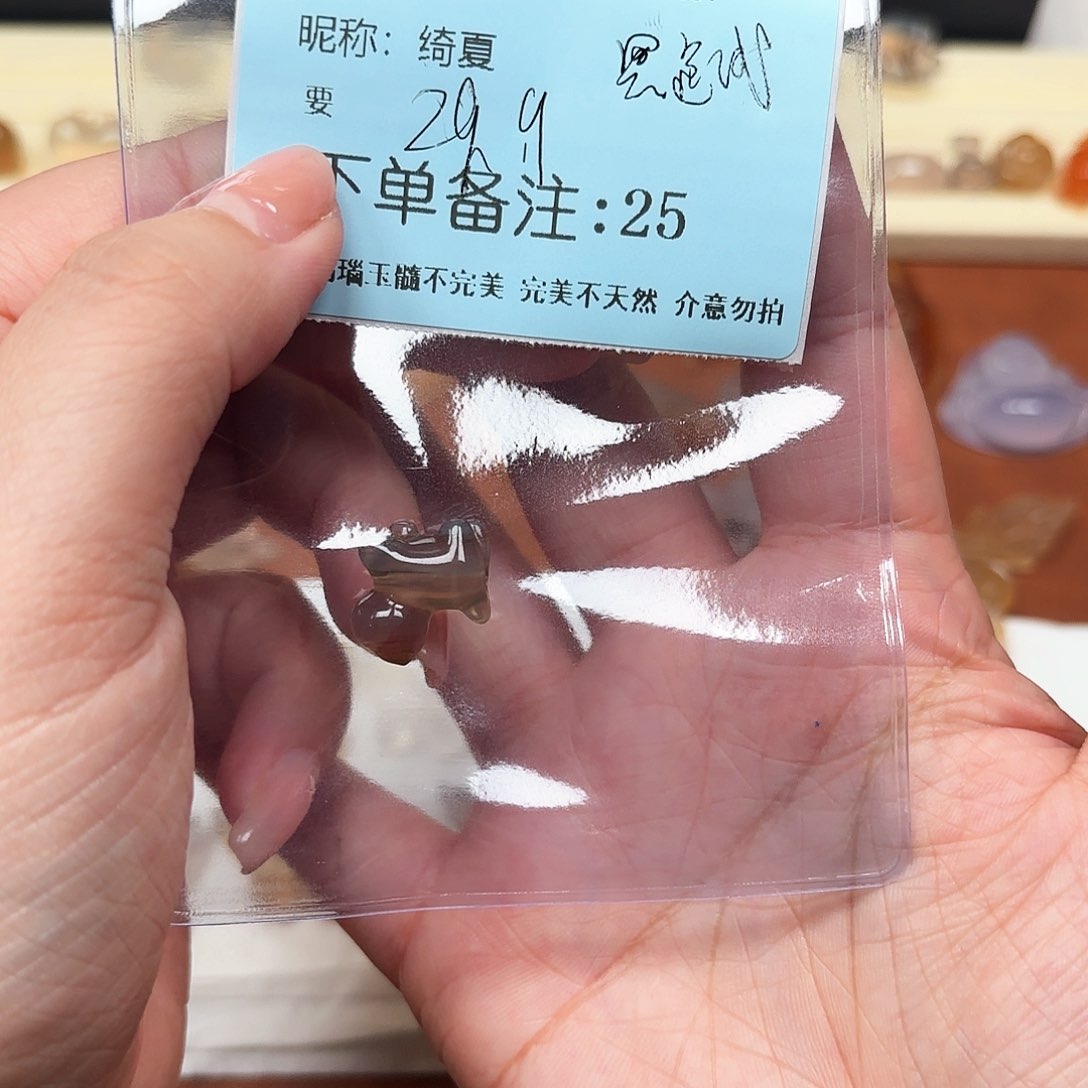 昵称：绮夏
要 29.9
下单备注：25
瑙玉髓不完美 完美不天然 介意勿拍